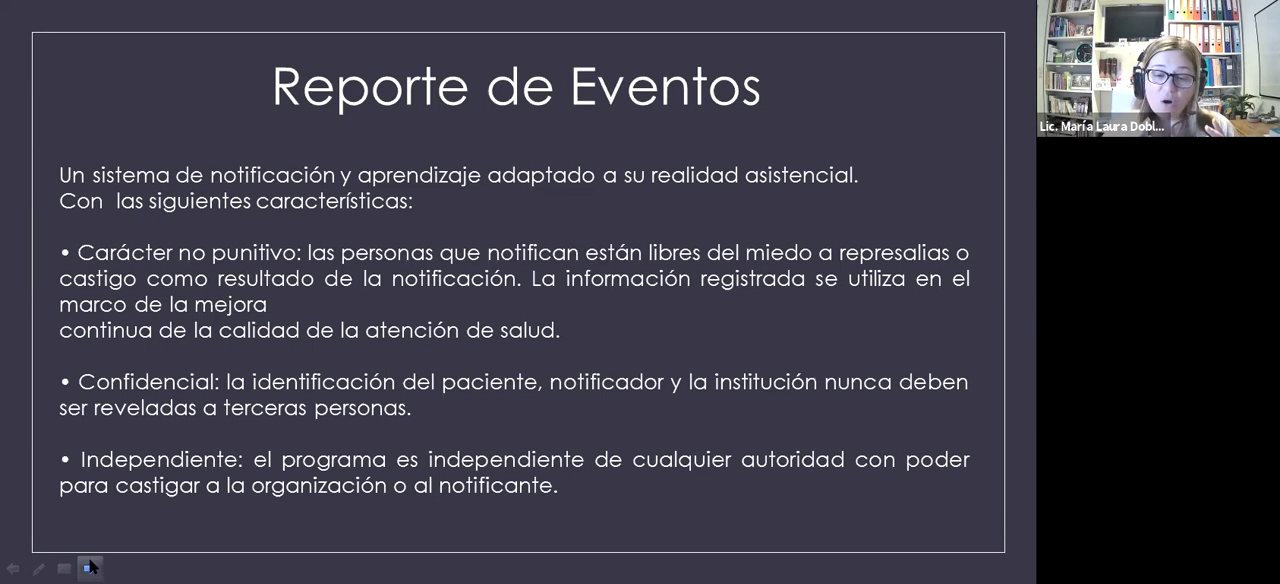 Reporte de Eventos
Un sistema de notificación y aprendizaje adaptado a su realidad asistencial.
Con las siguientes características:
• Carácter no punitivo: las personas que notifican están libres del miedo a represalias o
castigo como resultado de la notificación. La información registrada se utiliza en el
marco de la mejora
continua de la calidad de la atención de salud.
• Confidencial: la identificación del paciente, notificador y la institución nunca deben
ser reveladas a terceras personas.
• Independiente: el programa es independiente de cualquier autoridad con poder
para castigar a la organización o al notificante.
Lic. María Laura Dobl...